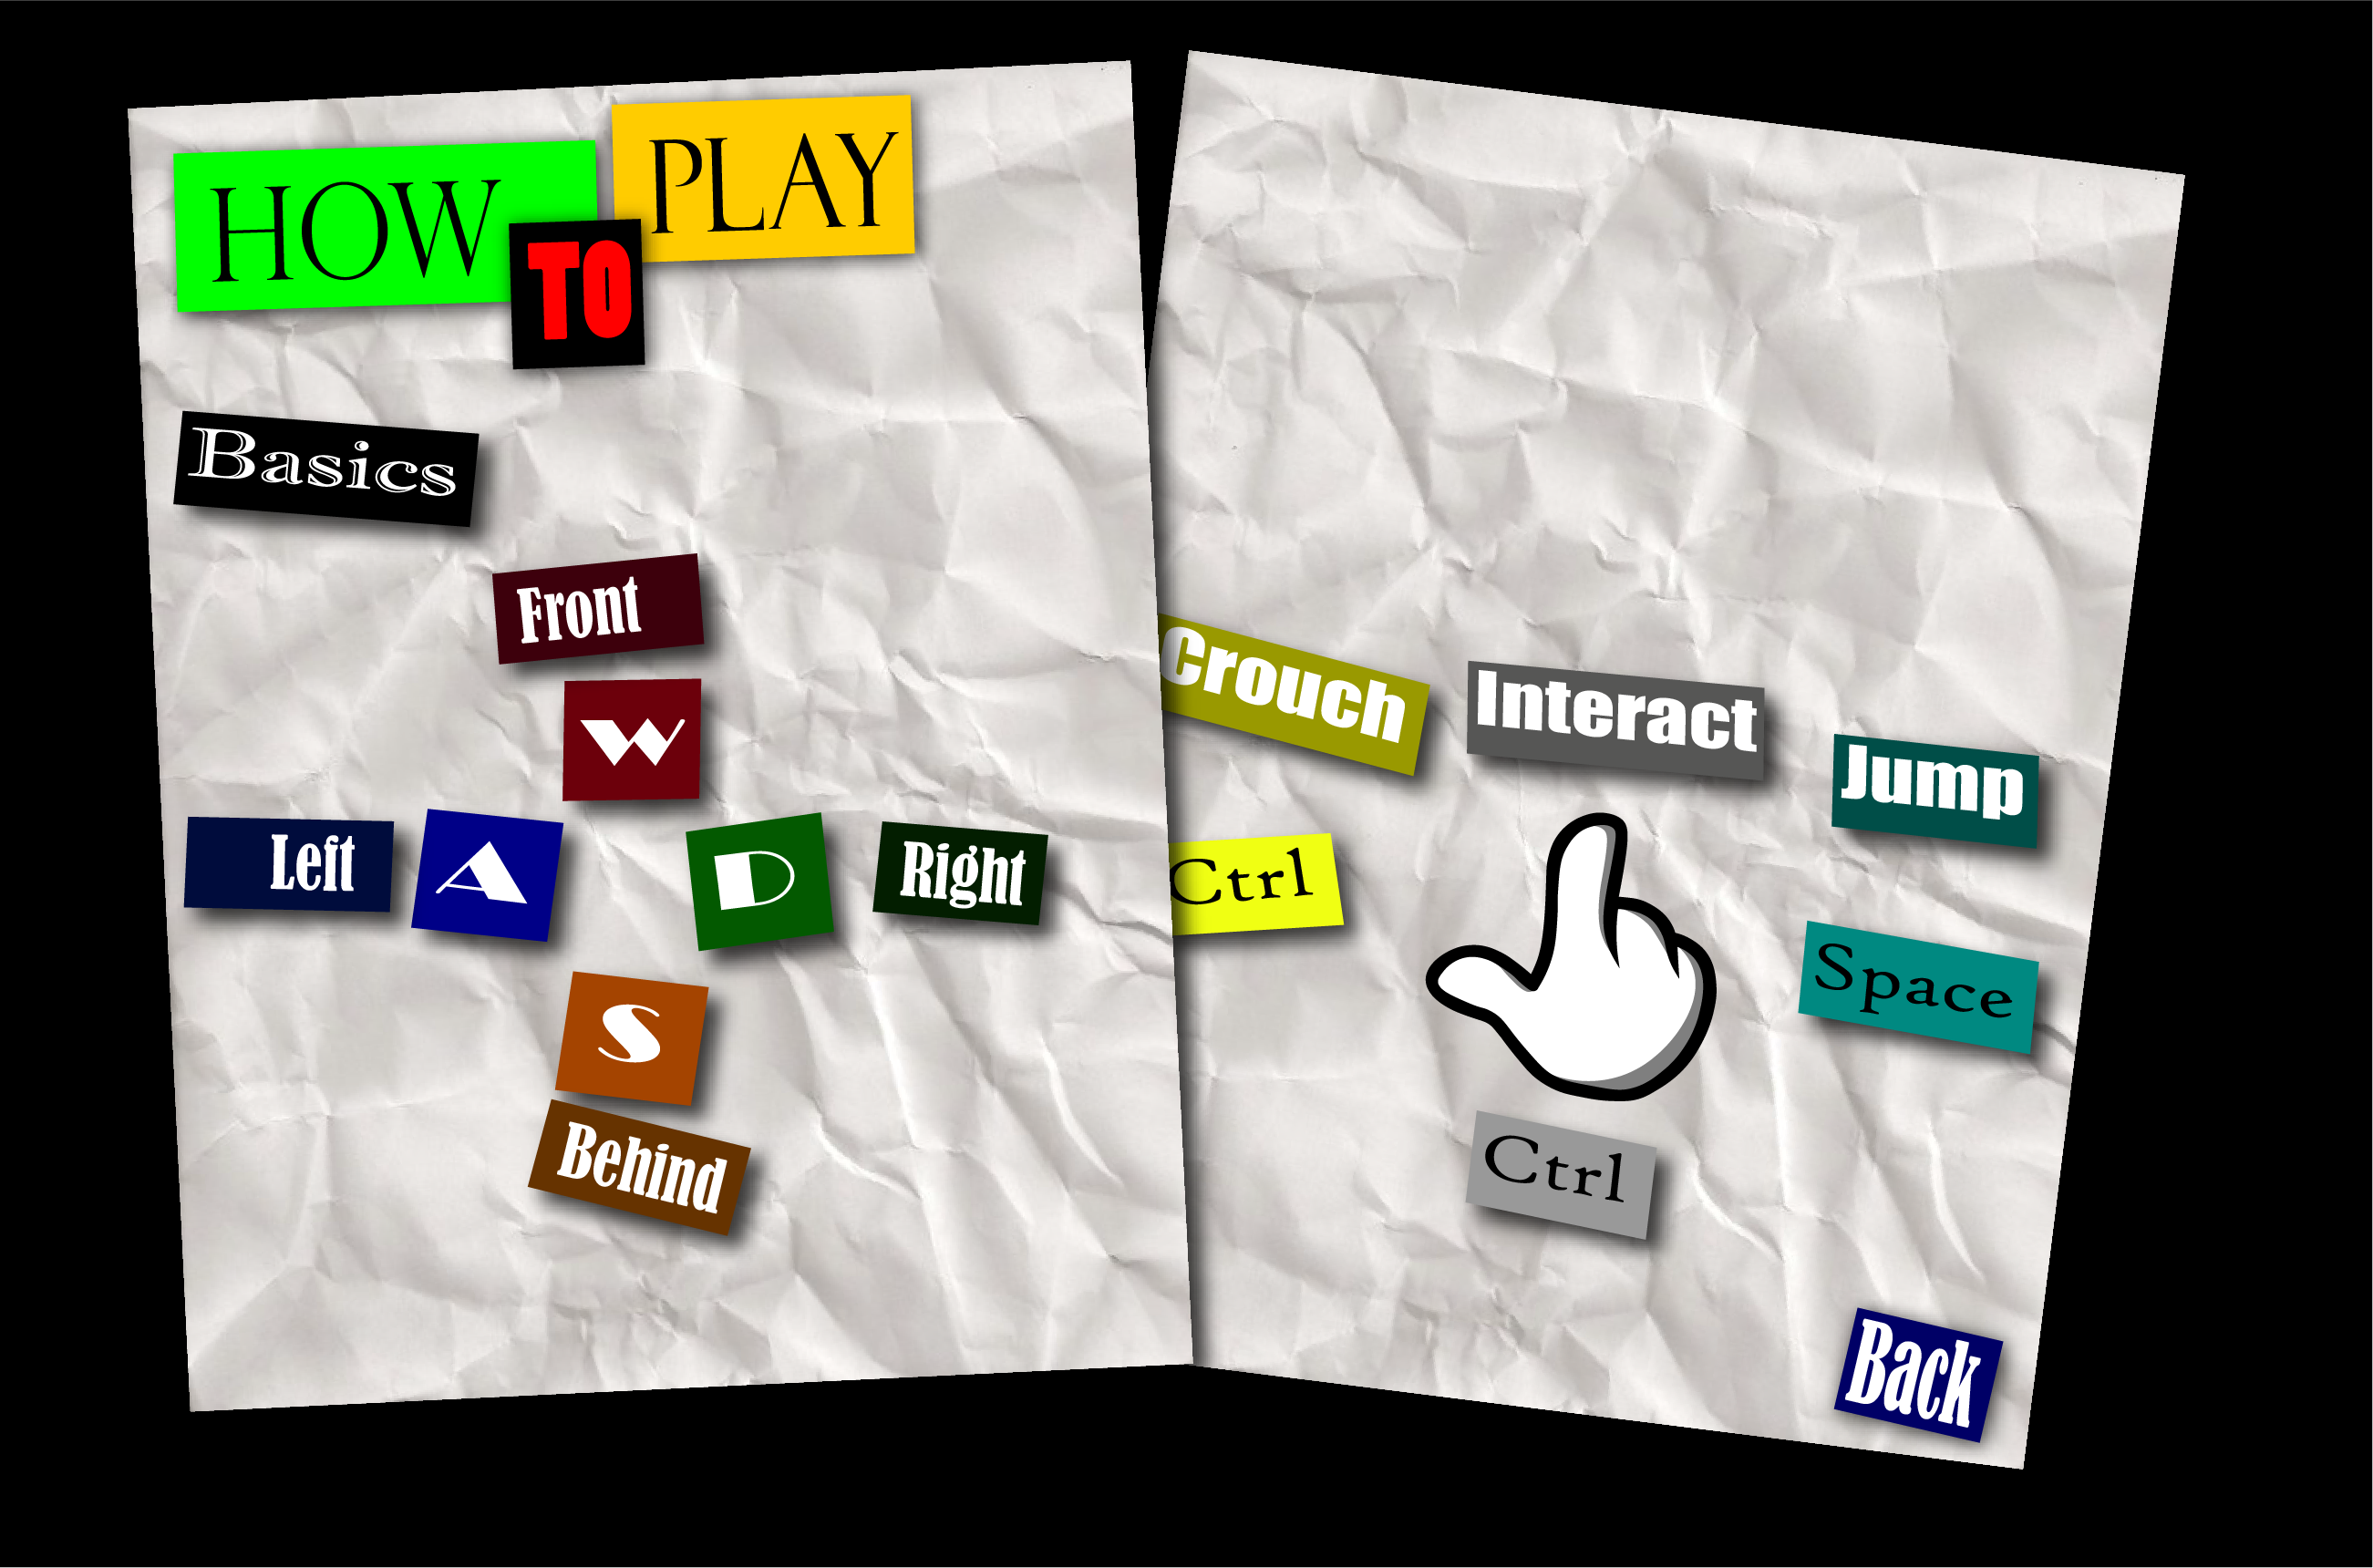 HOW TO PLAY
Basics
Front
W
Left A D Right
S
Behind
Crouch Interact Jump
Ctrl Space
Ctrl
Back